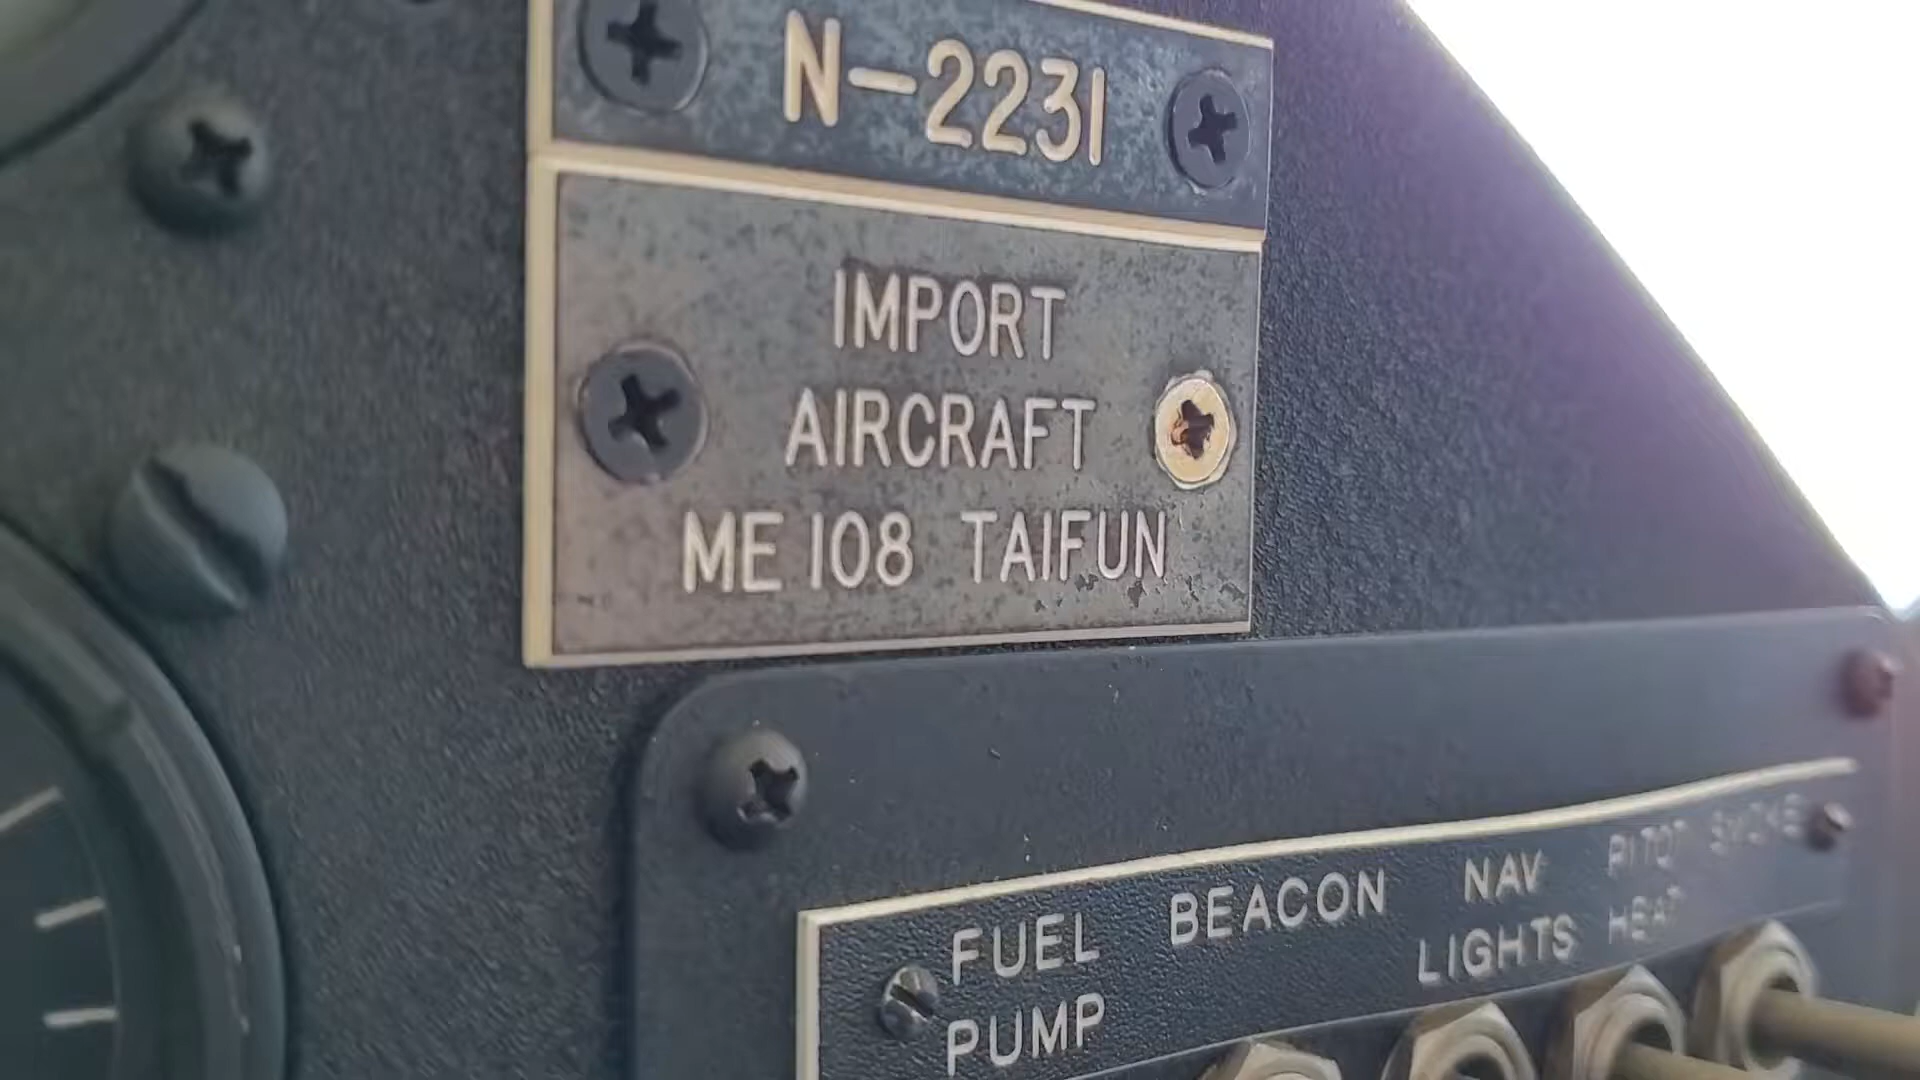 N-2231
IMPORT
AIRCRAFT
ME 108 TAIFUN
FUEL PUMP
BEACON
NAV LIGHTS
PITOT HEAT
SMOKE